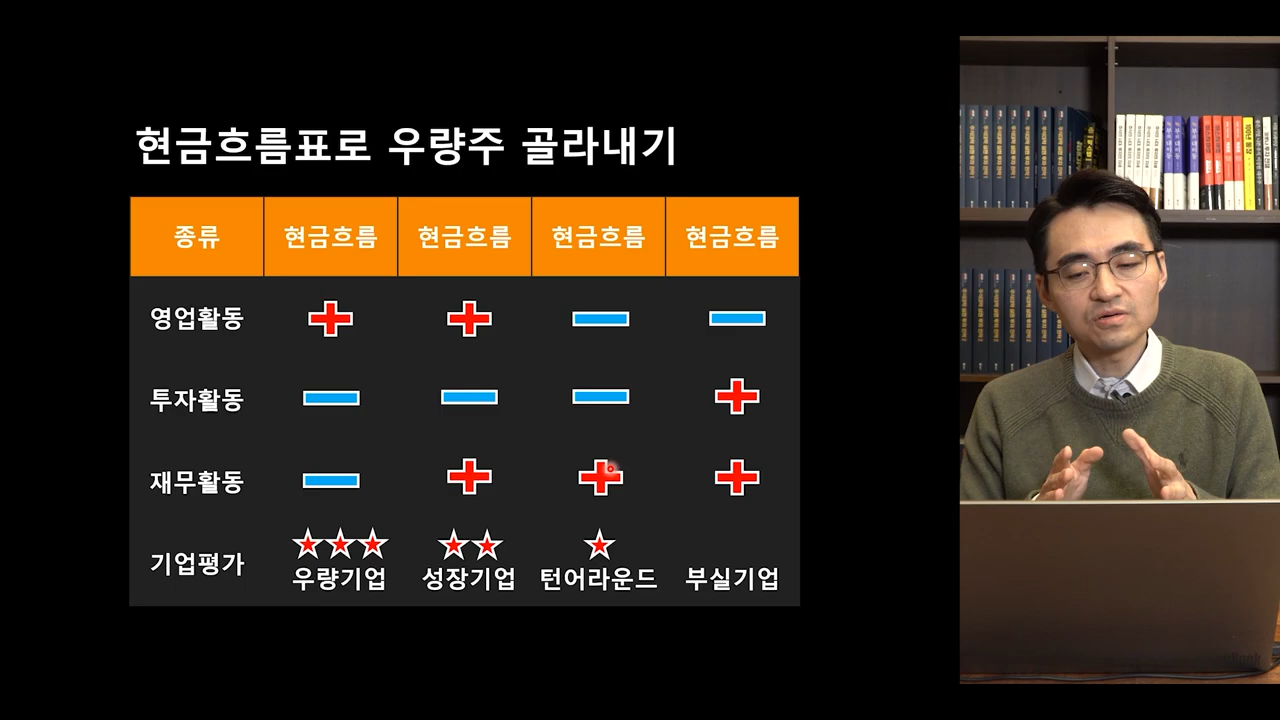 현금흐름표로 우량주 골라내기
종류 현금흐름 현금흐름 현금흐름 현금흐름
영업활동
투자활동
재무활동
기업평가 우량기업 성장기업 턴어라운드 부실기업